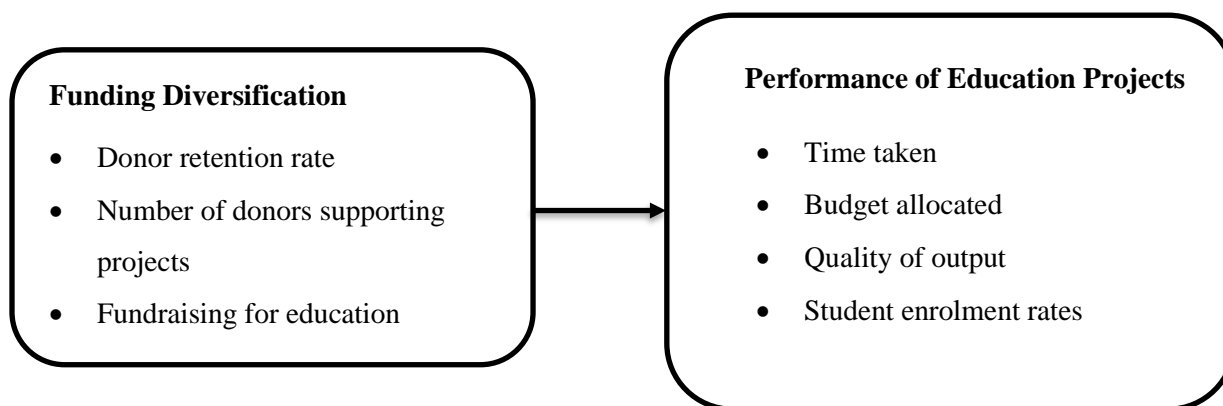 Funding Diversification
• Donor retention rate
• Number of donors supporting
projects
• Fundraising for education
Performance of Education Projects
• Time taken
• Budget allocated
• Quality of output
• Student enrolment rates